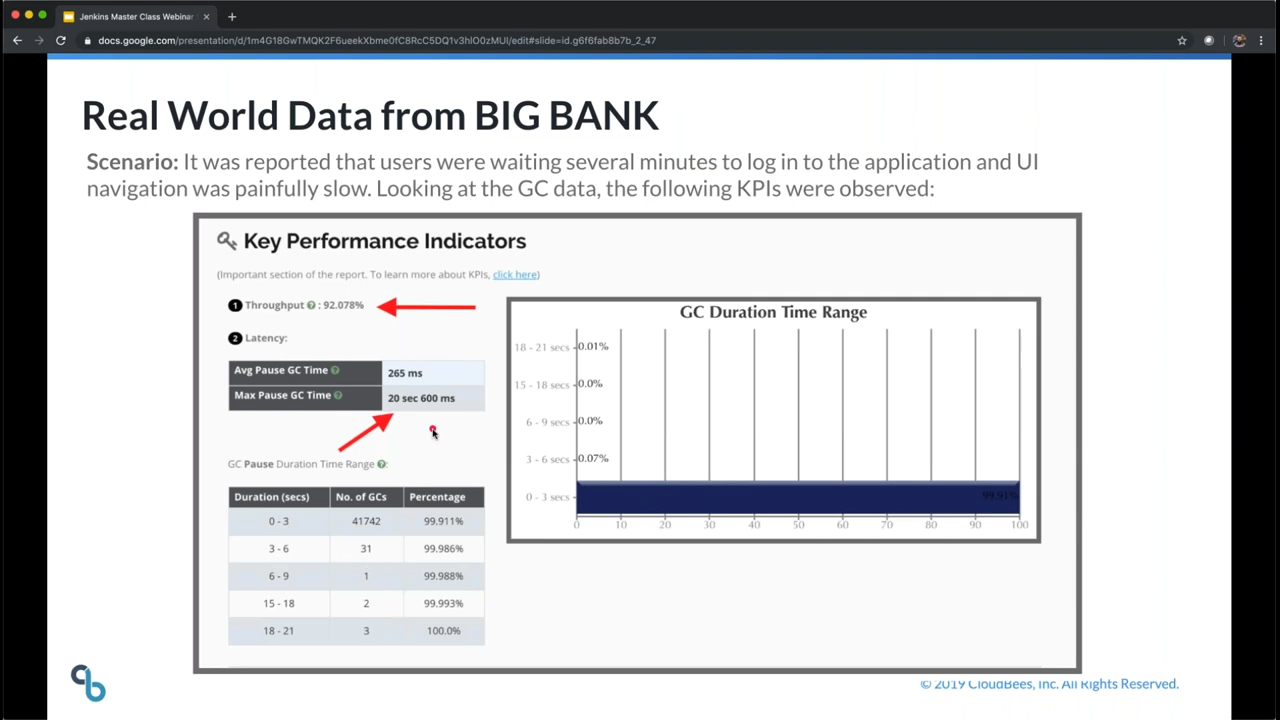 Jenkins Master Class Webinar
docs.google.com/presentation/d/1m4G18GwTMQK2F6ueekXbme0fC8RcC5DQ1v3hlO0zMUI/edit#slide=id.g6f6fab8b7b_2_47
Real World Data from BIG BANK
Scenario: It was reported that users were waiting several minutes to log in to the application and UI
navigation was painfully slow. Looking at the GC data, the following KPIs were observed:
Key Performance Indicators
(Important section of the report. To learn more about KPIs, click here)
1 Throughput ? : 92.078%
2 Latency:
Avg Pause GC Time ? 265 ms
Max Pause GC Time ? 20 sec 600 ms
GC Pause Duration Time Range ?:
Duration (secs) No. of GCs Percentage
0 - 3 41742 99.911%
3 - 6 31 99.986%
6 - 9 1 99.988%
15 - 18 2 99.993%
18 - 21 3 100.0%
GC Duration Time Range
18 - 21 secs 0.01%
15 - 18 secs 0.0%
6 - 9 secs 0.0%
3 - 6 secs 0.07%
0 - 3 secs 99.91%
0 10 20 30 40 50 60 70 80 90 100
© 2019 CloudBees, Inc. All Rights Reserved.